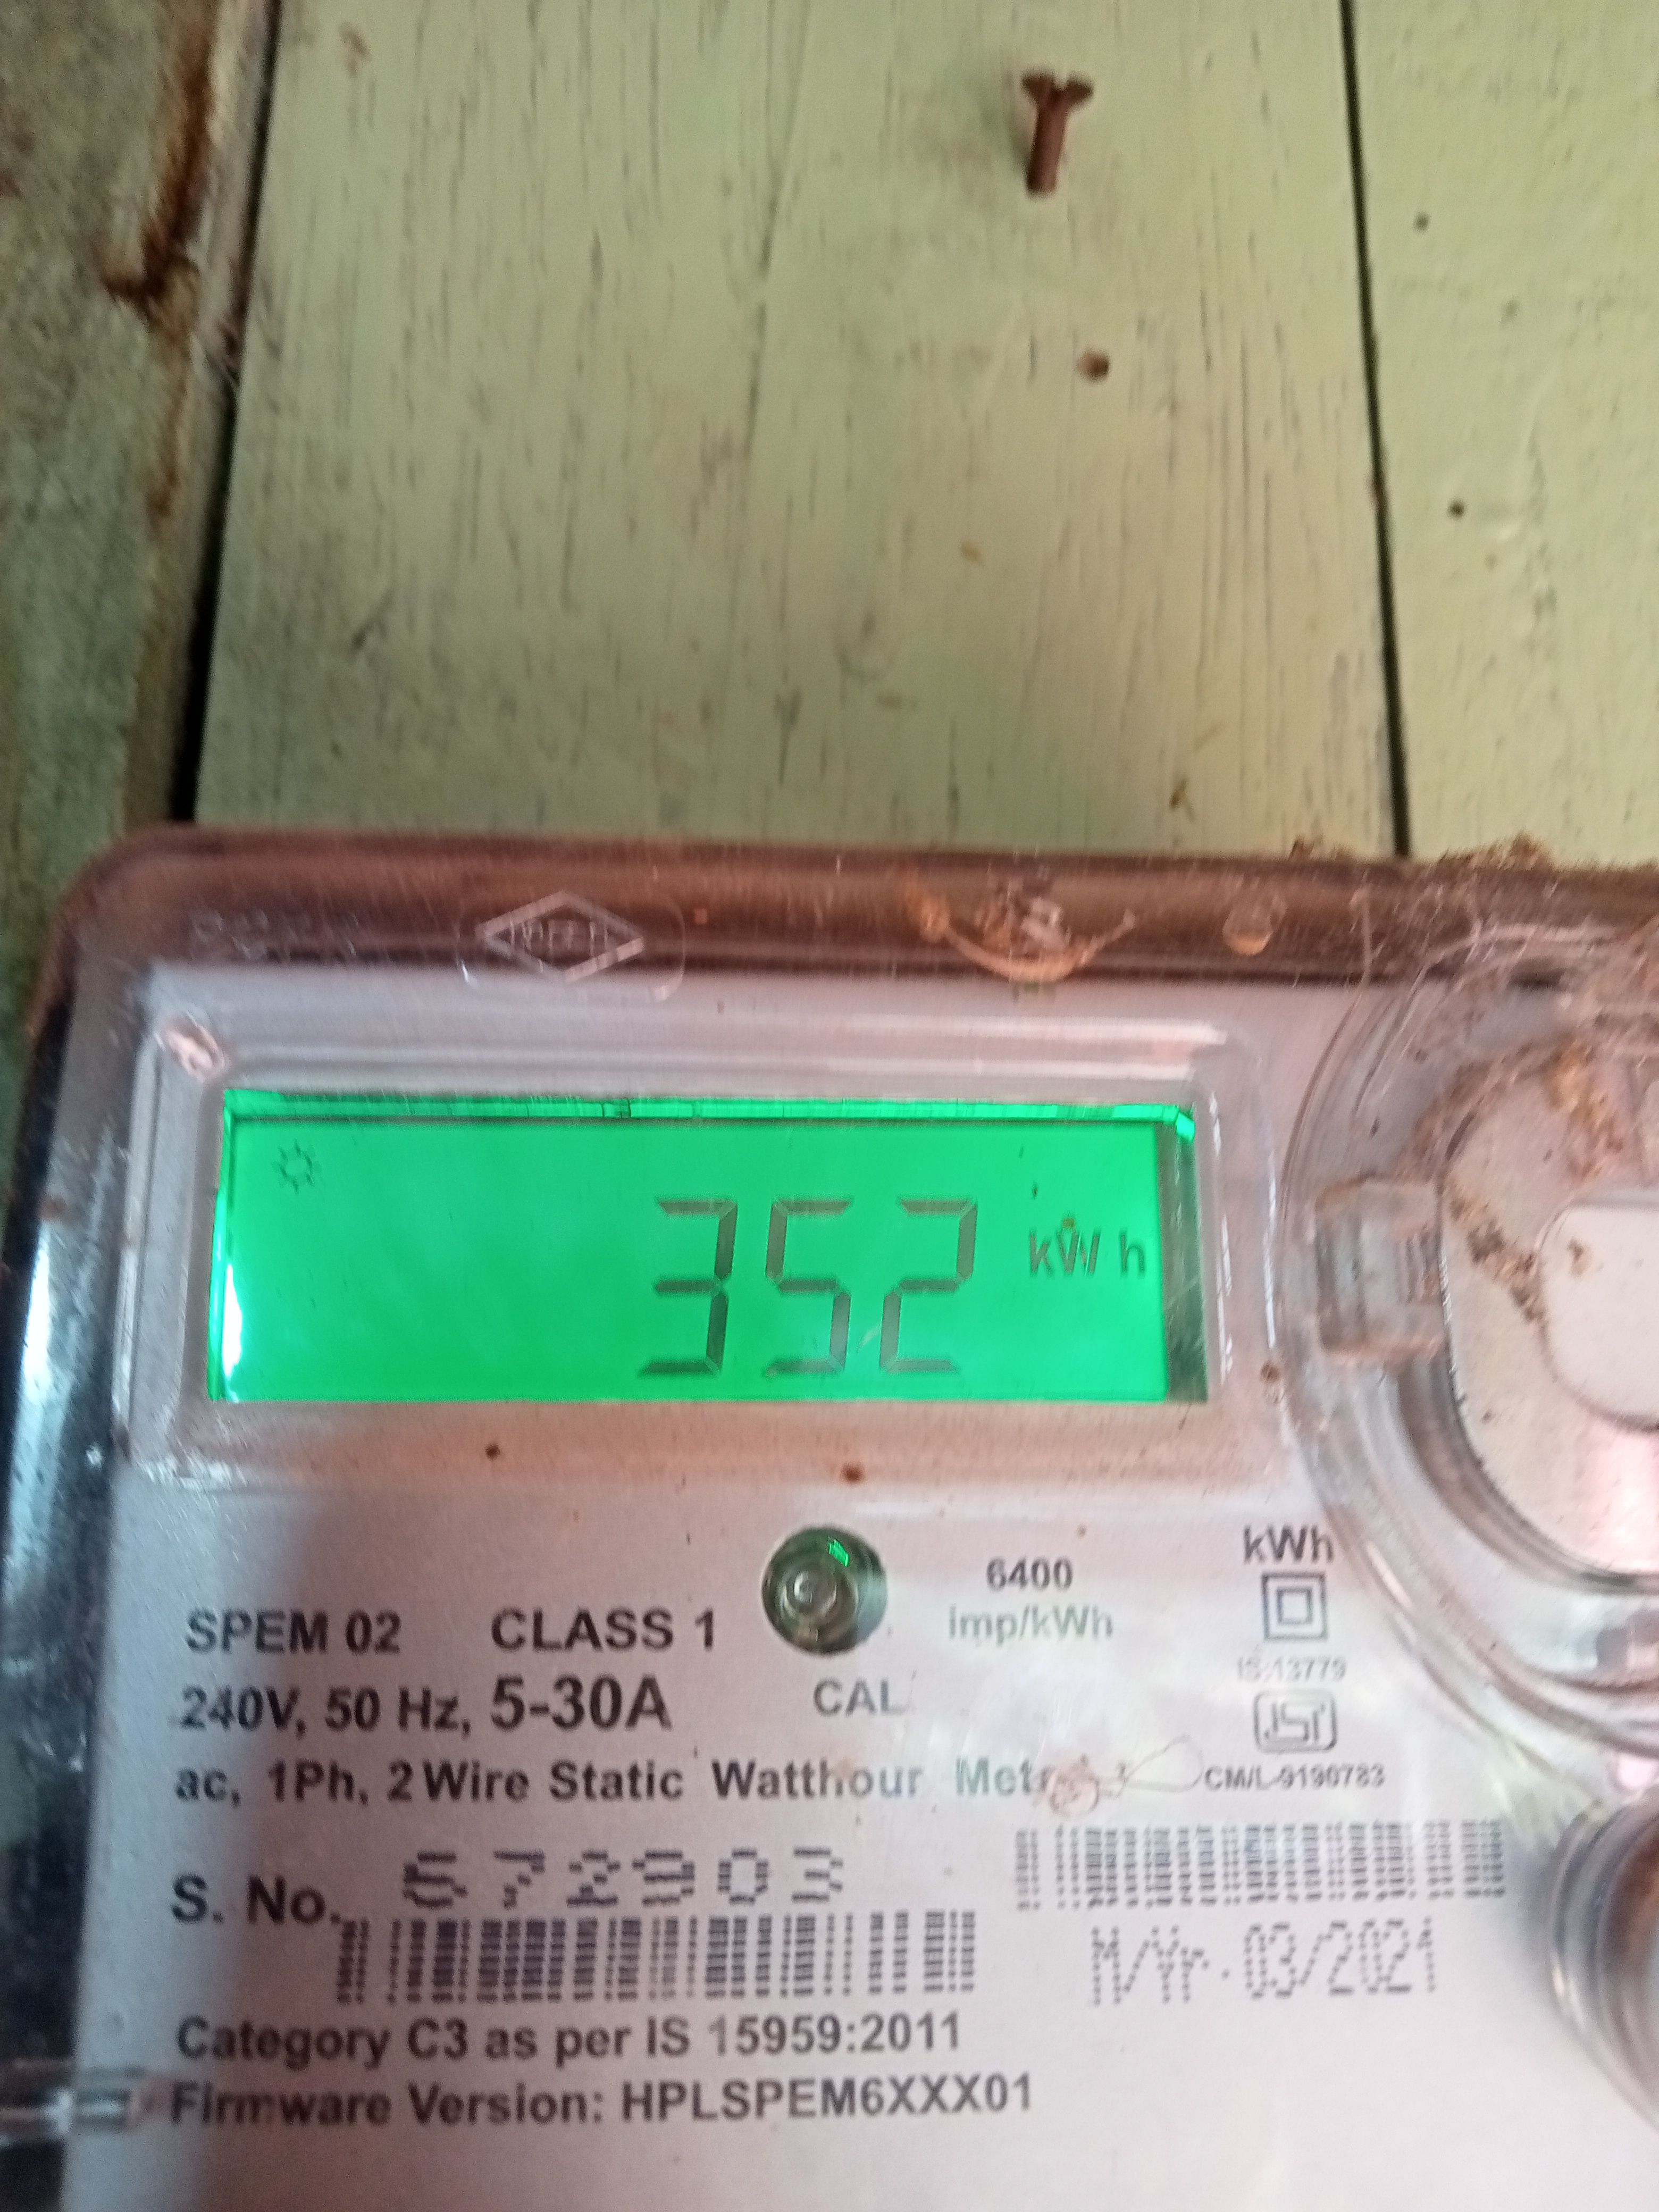 352 kWh
kWh
6400
imp/kWh
SPEM 02 CLASS 1
CAL
240V, 50 Hz, 5-30A
IS:13779
ac, 1Ph, 2 Wire Static Watthour
CM/L-9190783
S. No. 572903
M/Yr. 03/2021
Category C3 as per IS 15959:2011
Firmware Version: HPLSPEM6XXX01